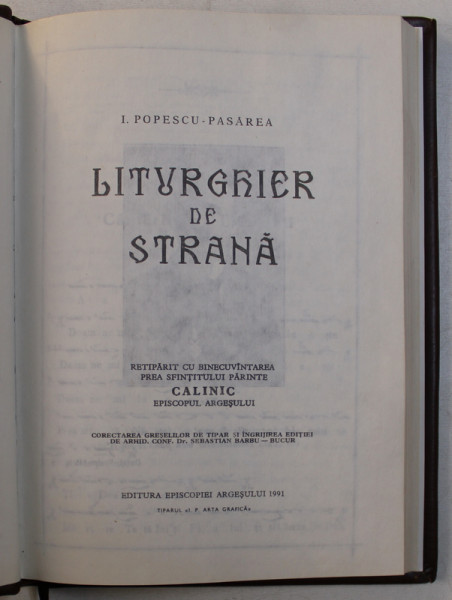 I. POPESCU-PASĂREA
LITURGHIER
DE
STRANĂ
RETIPĂRIT CU BINECUVÎNTAREA
PREA SFINȚITULUI PĂRINTE
CALINIC
EPISCOPUL ARGEȘULUI
CORECTAREA GREȘELILOR DE TIPAR ȘI ÎNGRIJIREA EDIȚIEI
DE ARHID. CONF. Dr. SEBASTIAN BARBU — BUCUR
EDITURA EPISCOPIEI ARGEȘULUI 1991
TIPARUL «I. P. ARTA GRAFICĂ»